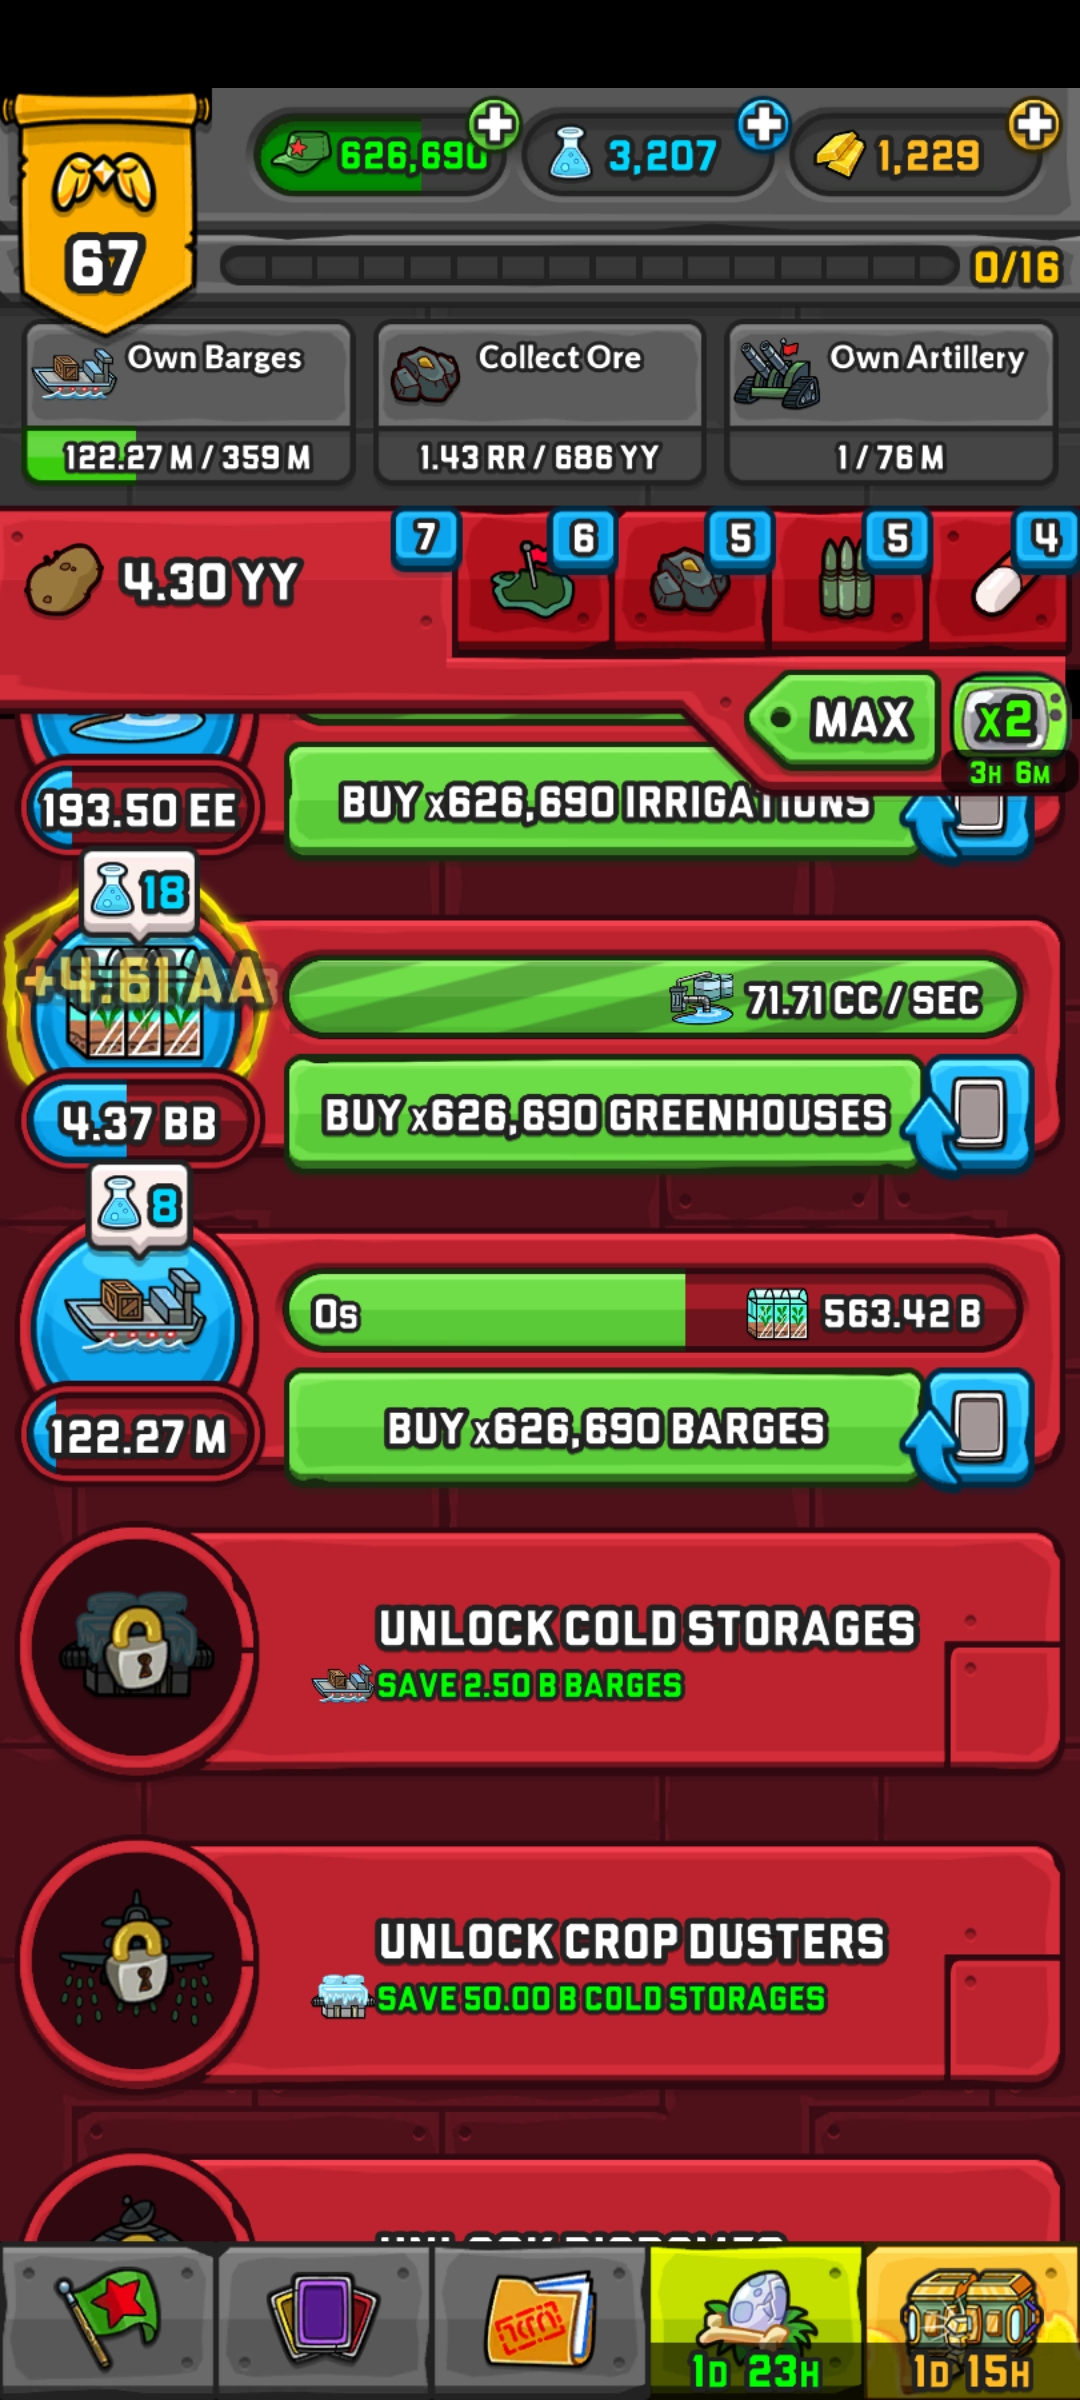 626,690
3,207
1,229
67
0/16
Own Barges
122.27 M / 359 M
Collect Ore
1.43 RR / 686 YY
Own Artillery
1 / 76 M
4.30 YY
7
6
5
5
4
MAX
x2
3H 6M
193.50 EE
BUY x626,690 IRRIGATIONS
18
+4.61 AA
71.71 CC / SEC
4.37 BB
BUY x626,690 GREENHOUSES
8
0s
563.42 B
122.27 M
BUY x626,690 BARGES
UNLOCK COLD STORAGES
SAVE 2.50 B BARGES
UNLOCK CROP DUSTERS
SAVE 50.00 B COLD STORAGES
1D 23H
1D 15H